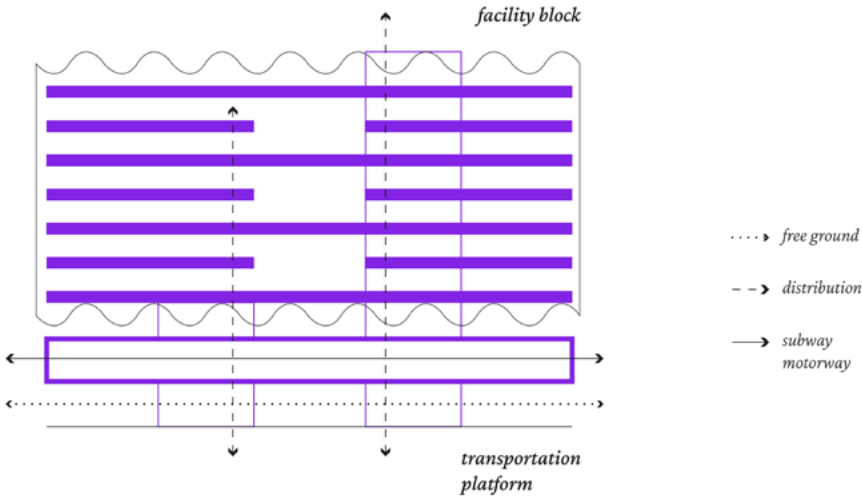 facility block
free ground
distribution
subway
motorway
transportation
platform